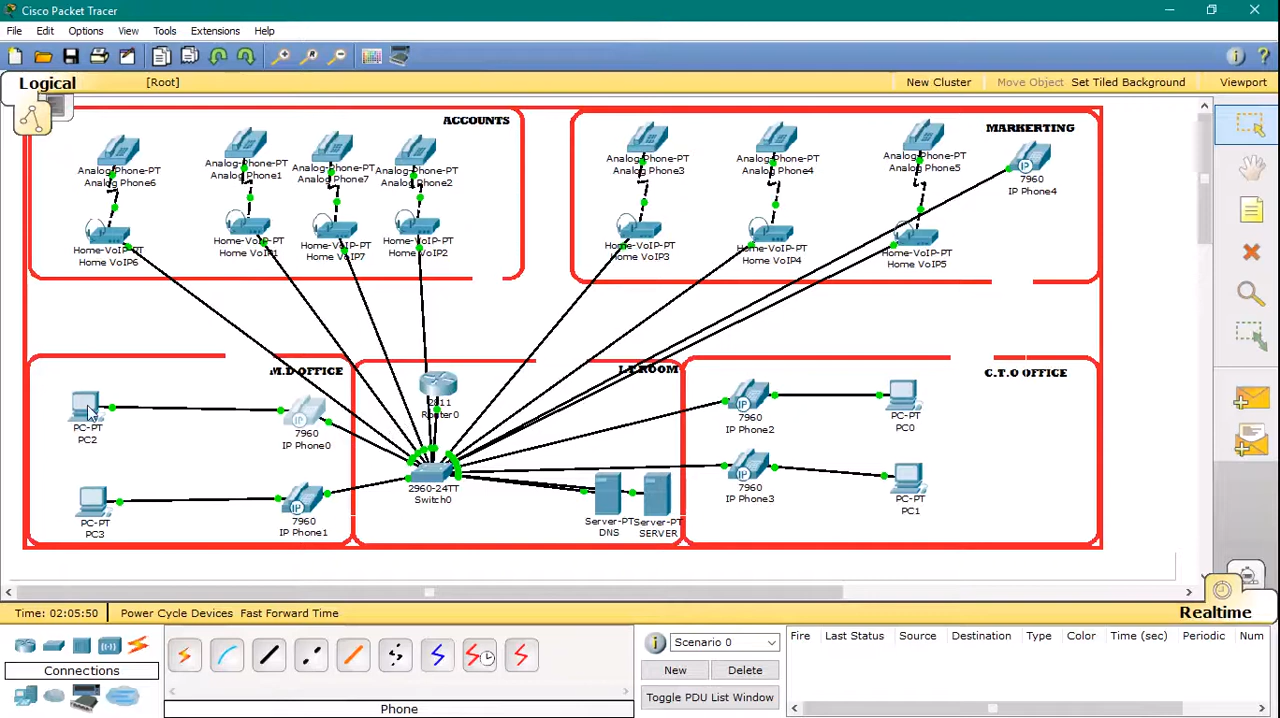 Cisco Packet Tracer
File Edit Options View Tools Extensions Help
Logical
[Root]
New Cluster
Move Object
Set Tiled Background
Viewport
ACCOUNTS
Analog-Phone-PT
Analog Phone6
Analog-Phone-PT
Analog Phone1
Analog-Phone-PT
Analog Phone7
Analog-Phone-PT
Analog Phone2
Home-VoIP-PT
Home VoIP6
Home-VoIP-PT
Home VoIP1
Home-VoIP-PT
Home VoIP7
Home-VoIP-PT
Home VoIP2
MARKERTING
Analog-Phone-PT
Analog Phone3
Analog-Phone-PT
Analog Phone4
Analog-Phone-PT
Analog Phone5
IP
7960
IP Phone4
Home-VoIP-PT
Home VoIP3
Home-VoIP-PT
Home VoIP4
Home-VoIP-PT
Home VoIP5
M.D OFFICE
PC-PT
PC2
IP
7960
IP Phone0
PC-PT
PC3
IP
7960
IP Phone1
I.T ROOM
2811
Router0
2960-24TT
Switch0
Server-PT
DNS
Server-PT
SERVER
C.T.O OFFICE
IP
7960
IP Phone2
PC-PT
PC0
IP
7960
IP Phone3
PC-PT
PC1
Time: 02:05:50
Power Cycle Devices Fast Forward Time
Realtime
Connections
Phone
Scenario 0
New
Delete
Toggle PDU List Window
Fire Last Status Source Destination Type Color Time (sec) Periodic Num